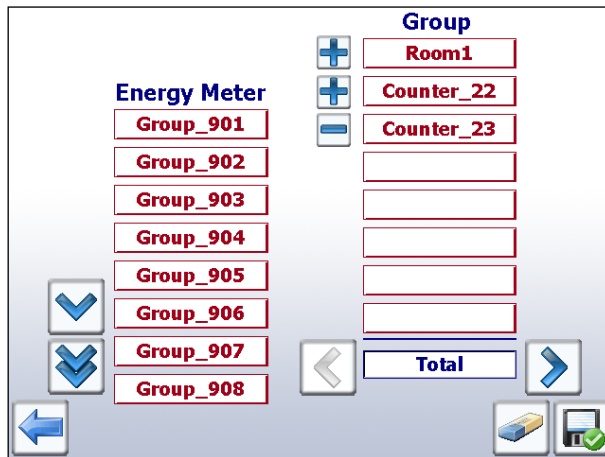 Group
Room1
Energy Meter
Counter_22
Group_901
Counter_23
Group_902
Group_903
Group_904
Group_905
Group_906
Group_907
Total
Group_908